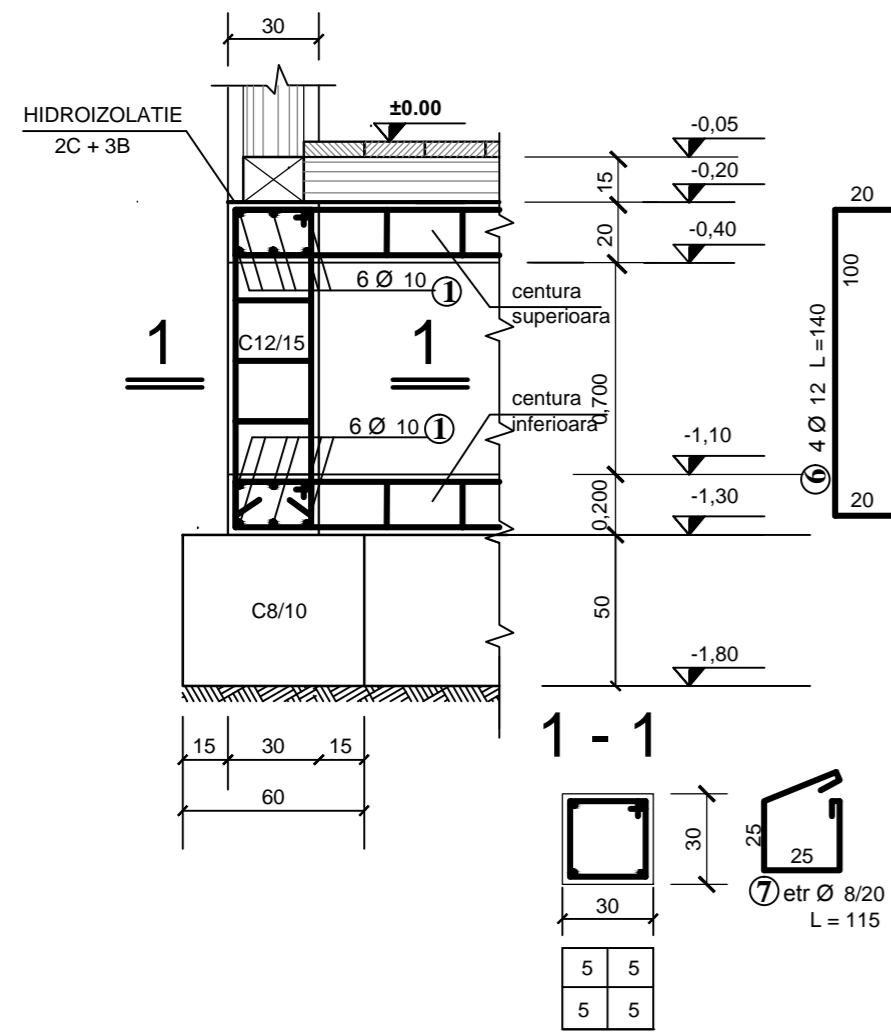 30
HIDROIZOLATIE
2C + 3B
±0.00
-0,05
15
-0,20
20
-0,40
6 Ø 10 1
centura
superioara
C12/15
1
1
0,700
centura
inferioara
6 Ø 10 1
-1,10
0,200
-1,30
C8/10
50
-1,80
15 30 15
60
20
100
6 4 Ø 12 L =140
20
1 - 1
30
30
25
25
7 etr Ø 8/20
L = 115
5 5
5 5